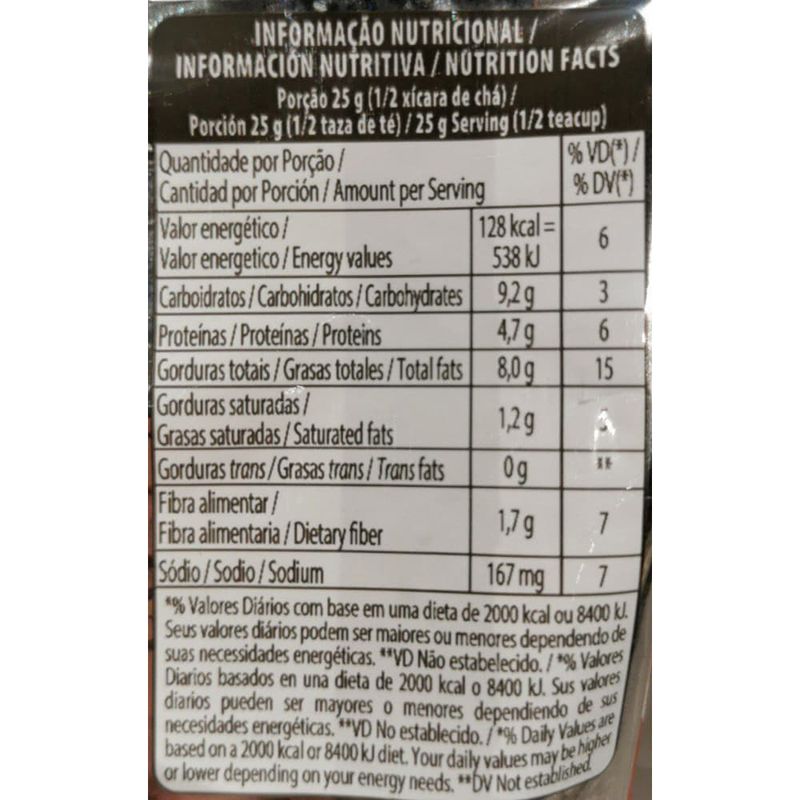 INFORMAÇÃO NUTRICIONAL /
INFORMACIÓN NUTRITIVA / NUTRITION FACTS
Porção 25 g (1/2 xícara de chá) /
Porción 25 g (1/2 taza de té) / 25 g Serving (1/2 teacup)
Quantidade por Porção /
Cantidad por Porción / Amount per Serving
% VD(*) /
% DV(*)
Valor energético /
Valor energetico / Energy values
128 kcal =
538 kJ
6
Carboidratos / Carbohidratos / Carbohydrates 9,2 g 3
Proteínas / Proteínas / Proteins 4,7 g 6
Gorduras totais / Grasas totales / Total fats 8,0 g 15
Gorduras saturadas /
Grasas saturadas / Saturated fats
1,2 g
Gorduras trans / Grasas trans / Trans fats 0 g **
Fibra alimentar /
Fibra alimentaria / Dietary fiber
1,7 g 7
Sódio / Sodio / Sodium 167 mg 7
*% Valores Diários com base em uma dieta de 2000 kcal ou 8400 kJ.
Seus valores diários podem ser maiores ou menores dependendo de
suas necessidades energéticas. **VD Não estabelecido. / *% Valores
Diarios basados en una dieta de 2000 kcal o 8400 kJ. Sus valores
diarios pueden ser mayores o menores dependiendo de sus
necesidades energéticas. **VD No establecido. / *% Daily Values are
based on a 2000 kcal or 8400 kJ diet. Your daily values may be higher
or lower depending on your energy needs. **DV Not established.